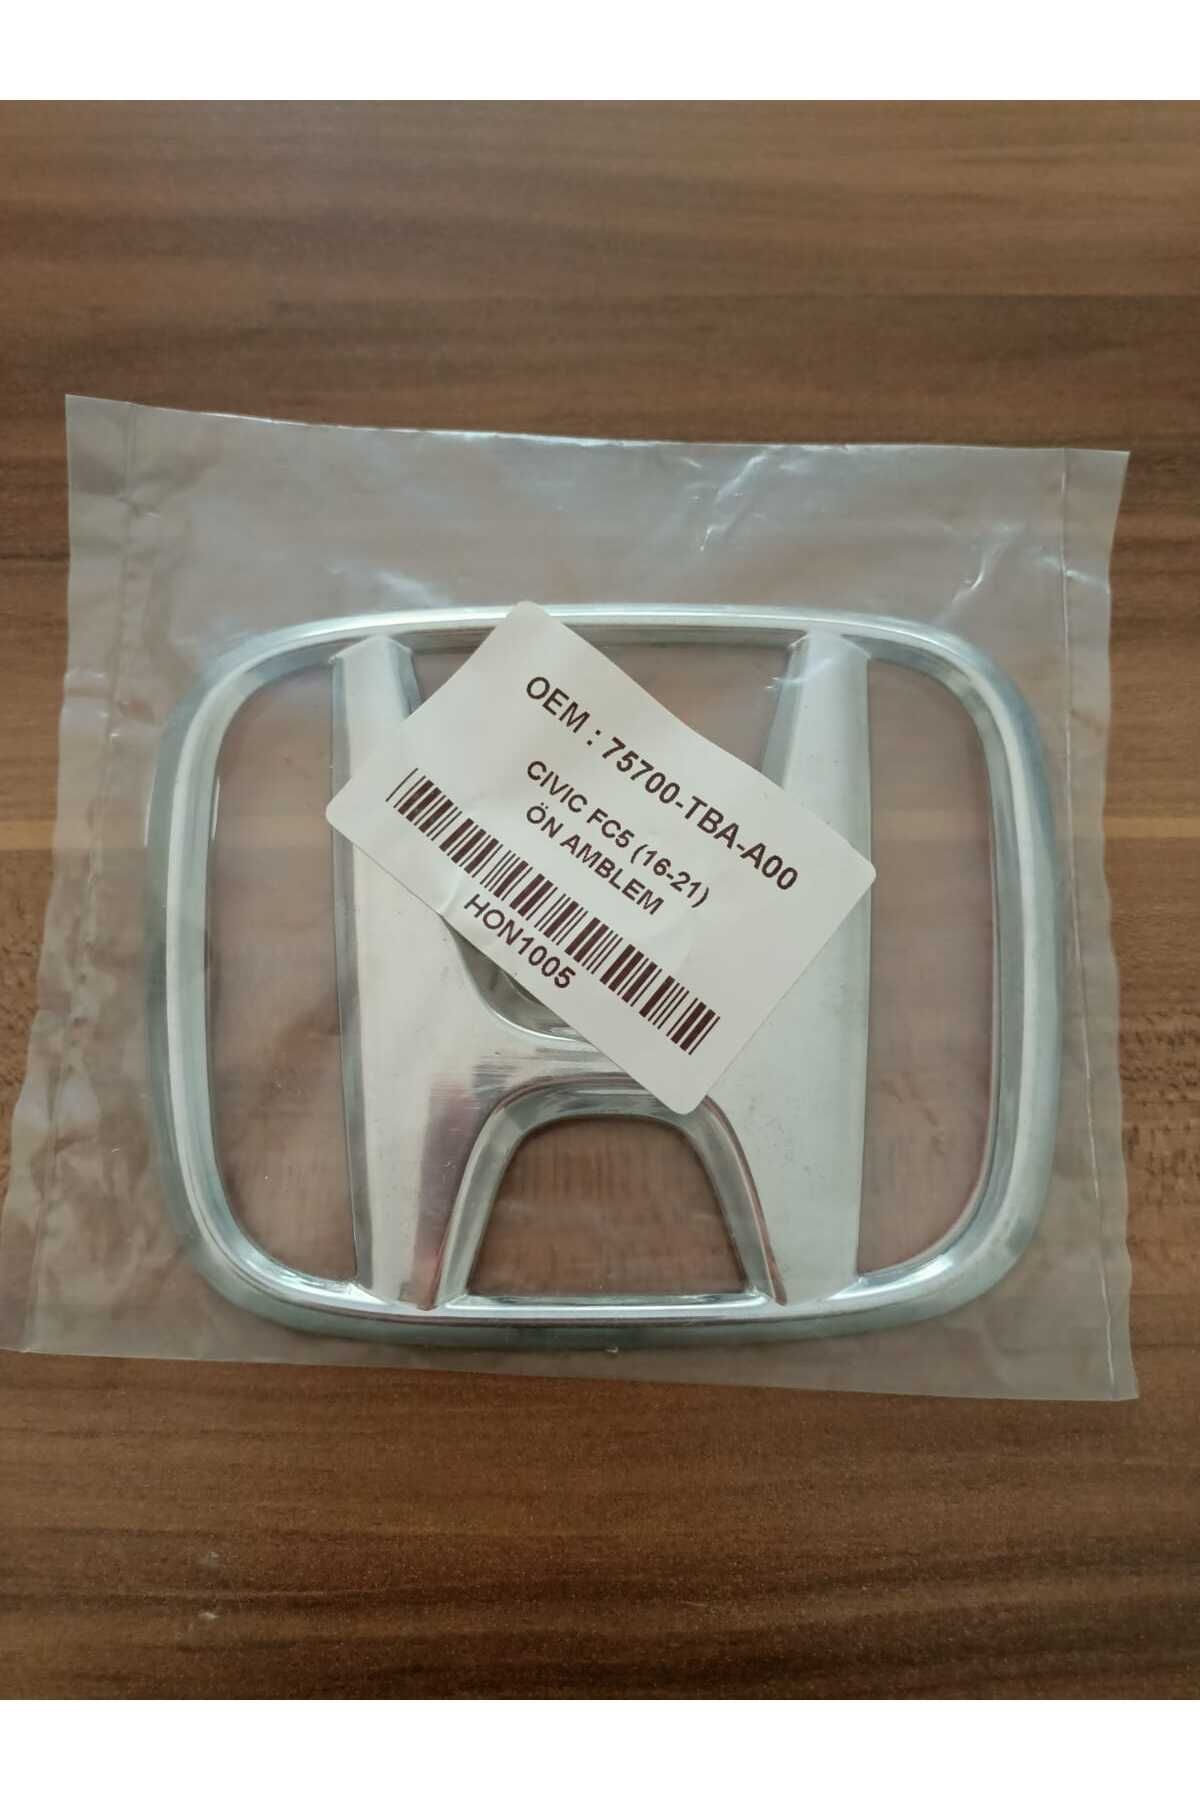 OEM : 75700-TBA-A00
CIVIC FC5 (16-21)
ÖN AMBLEM
HON1005